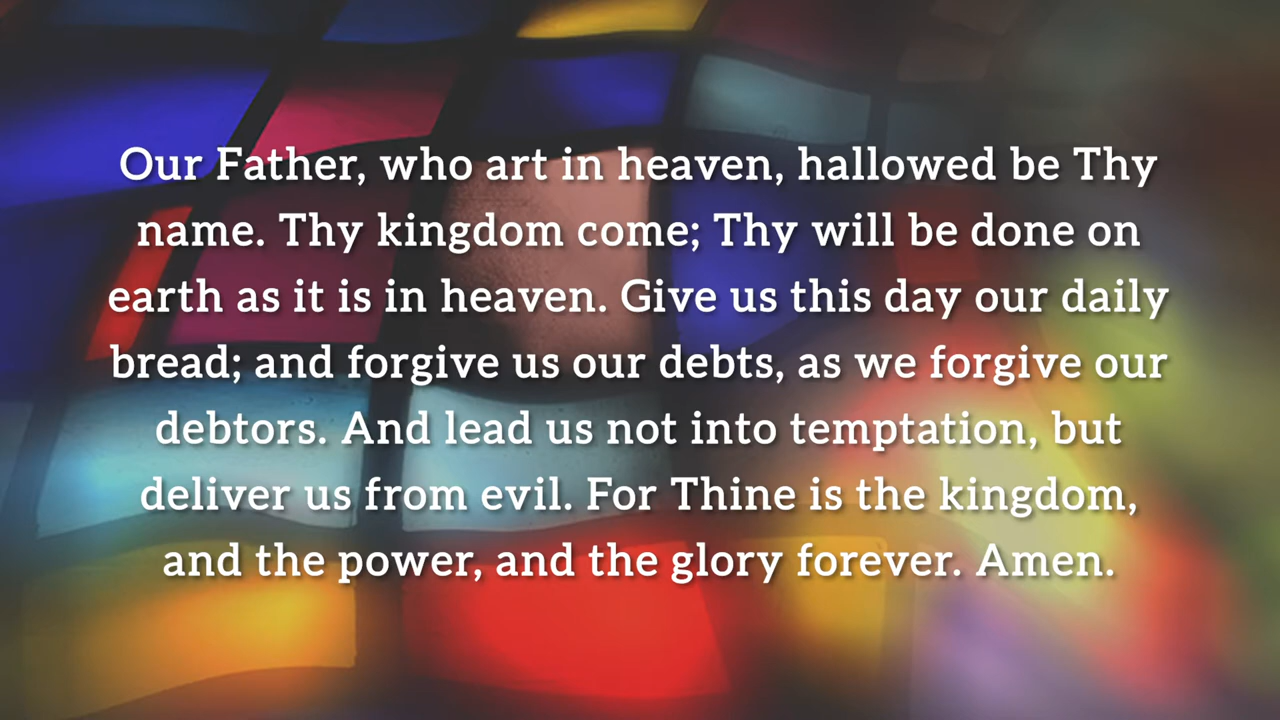 Our Father, who art in heaven, hallowed be Thy
name. Thy kingdom come; Thy will be done on
earth as it is in heaven. Give us this day our daily
bread; and forgive us our debts, as we forgive our
debtors. And lead us not into temptation, but
deliver us from evil. For Thine is the kingdom,
and the power, and the glory forever. Amen.